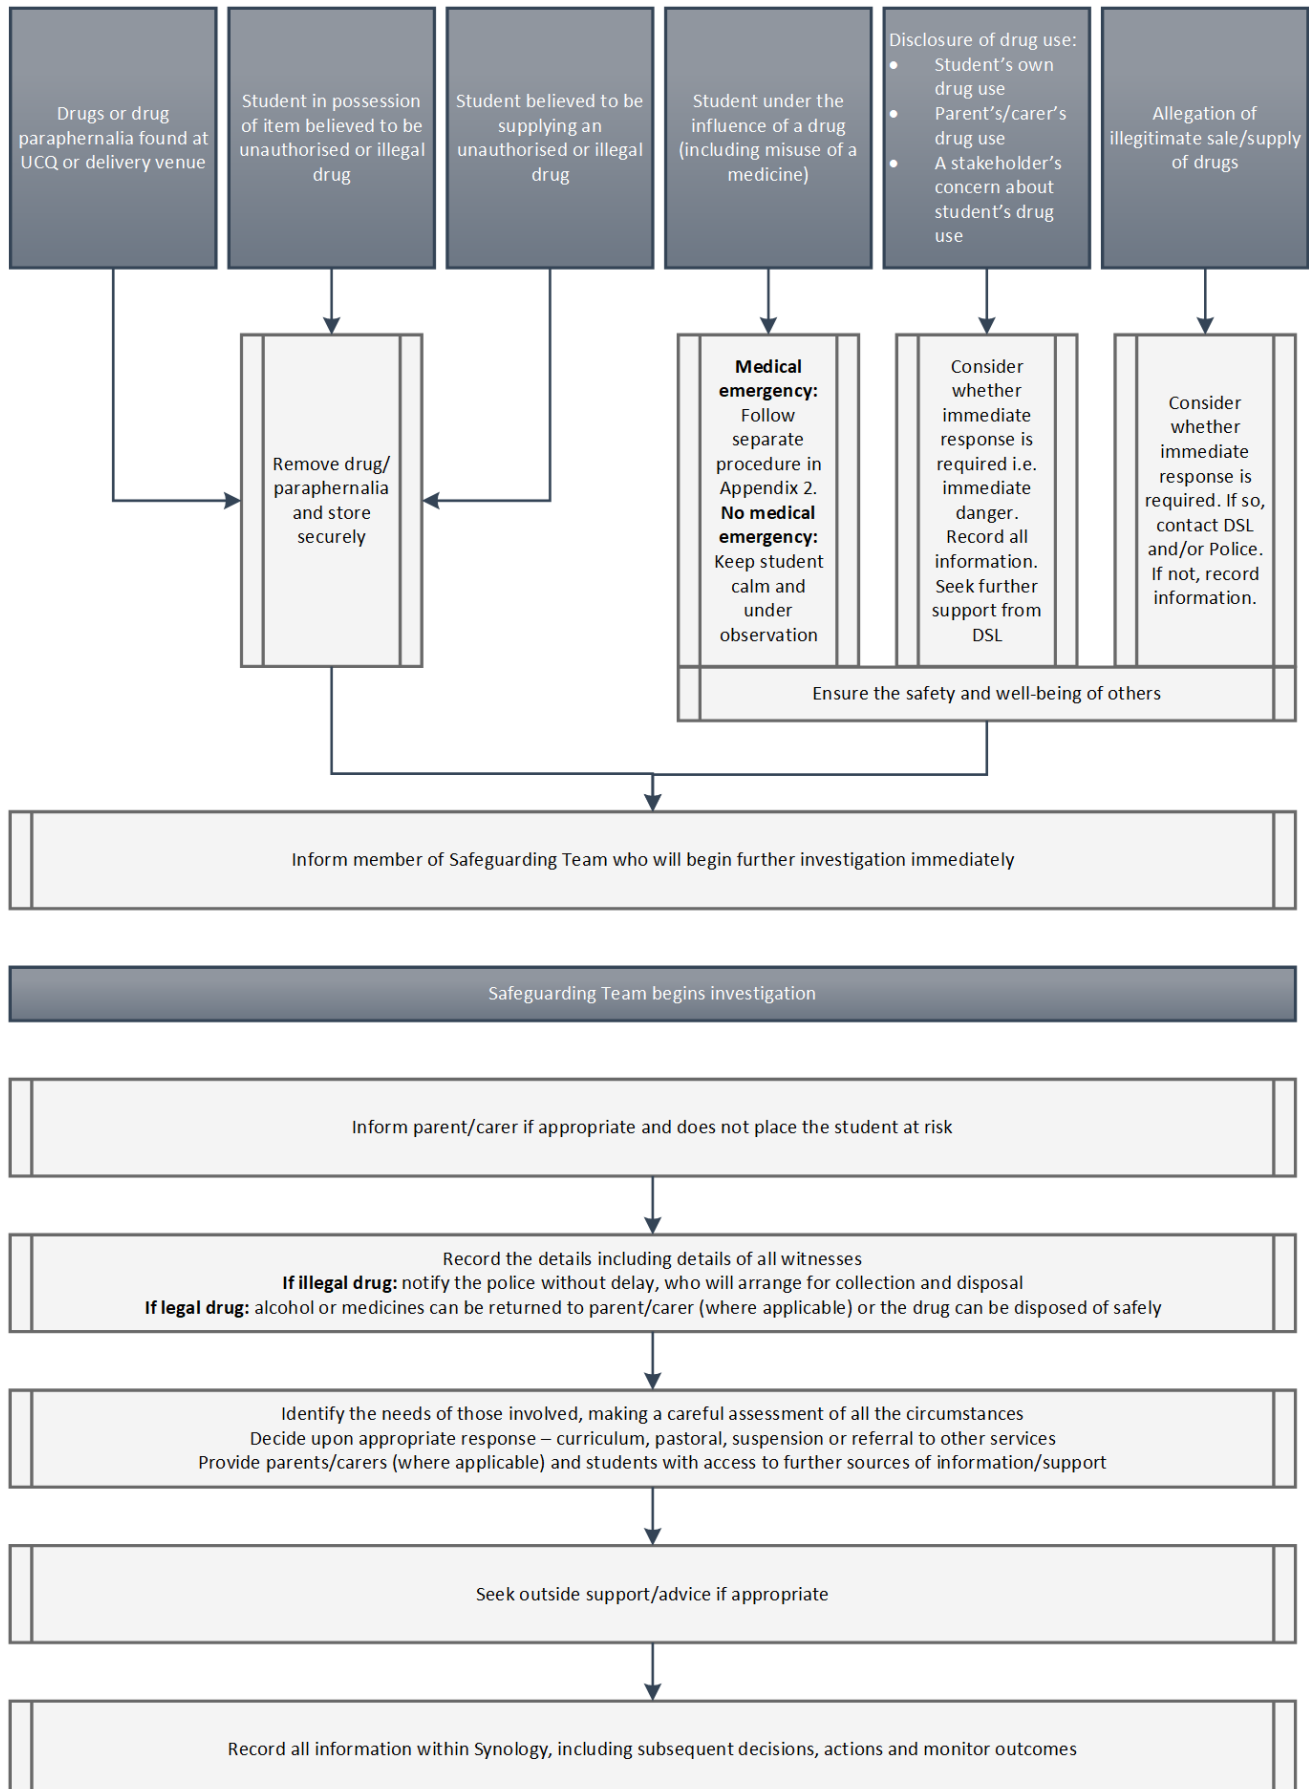 Drugs or drug
paraphernalia found at
UCQ or delivery venue
Student in possession
of item believed to be
unauthorised or illegal
drug
Student believed to be
supplying an
unauthorised or illegal
drug
Student under the
influence of a drug
(including misuse of a
medicine)
Disclosure of drug use:
• Student’s own
drug use
• Parent’s/carer’s
drug use
• A stakeholder’s
concern about
student’s drug
use
Allegation of
illegitimate sale/supply
of drugs
Remove drug/
paraphernalia
and store
securely
Medical
emergency:
Follow
separate
procedure in
Appendix 2.
No medical
emergency:
Keep student
calm and
under
observation
Consider
whether
immediate
response is
required i.e.
immediate
danger.
Record all
information.
Seek further
support from
DSL
Consider
whether
immediate
response is
required. If so,
contact DSL
and/or Police.
If not, record
information.
Ensure the safety and well-being of others
Inform member of Safeguarding Team who will begin further investigation immediately
Safeguarding Team begins investigation
Inform parent/carer if appropriate and does not place the student at risk
Record the details including details of all witnesses
If illegal drug: notify the police without delay, who will arrange for collection and disposal
If legal drug: alcohol or medicines can be returned to parent/carer (where applicable) or the drug can be disposed of safely
Identify the needs of those involved, making a careful assessment of all the circumstances
Decide upon appropriate response – curriculum, pastoral, suspension or referral to other services
Provide parents/carers (where applicable) and students with access to further sources of information/support
Seek outside support/advice if appropriate
Record all information within Synology, including subsequent decisions, actions and monitor outcomes